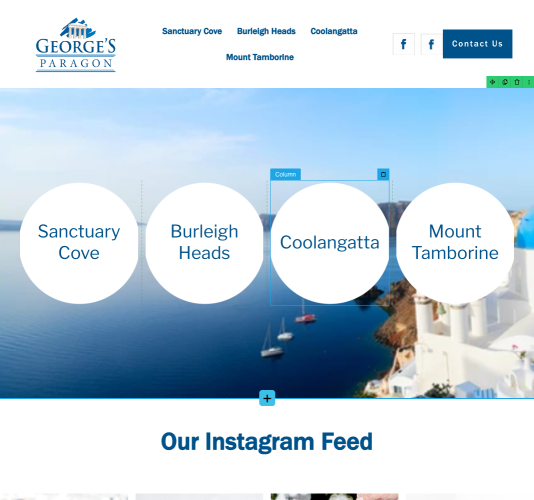 GEORGE'S
PARAGON
Sanctuary Cove
Burleigh Heads
Coolangatta
Mount Tamborine
Contact Us
Column
Sanctuary
Cove
Burleigh
Heads
Coolangatta
Mount
Tamborine
Our Instagram Feed